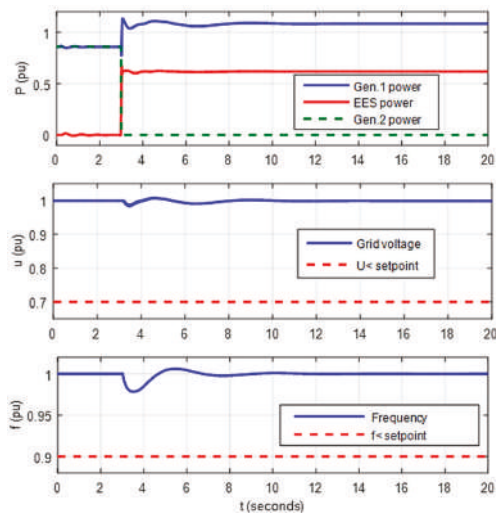 P (pu)
1
0.5
0
Gen.1 power
EES power
Gen.2 power
0 2 4 6 8 10 12 14 16 18 20
u (pu)
1
0.9
0.8
0.7
Grid voltage
U< setpoint
0 2 4 6 8 10 12 14 16 18 20
f (pu)
1
0.95
0.9
Frequency
f< setpoint
0 2 4 6 8 10 12 14 16 18 20
t (seconds)